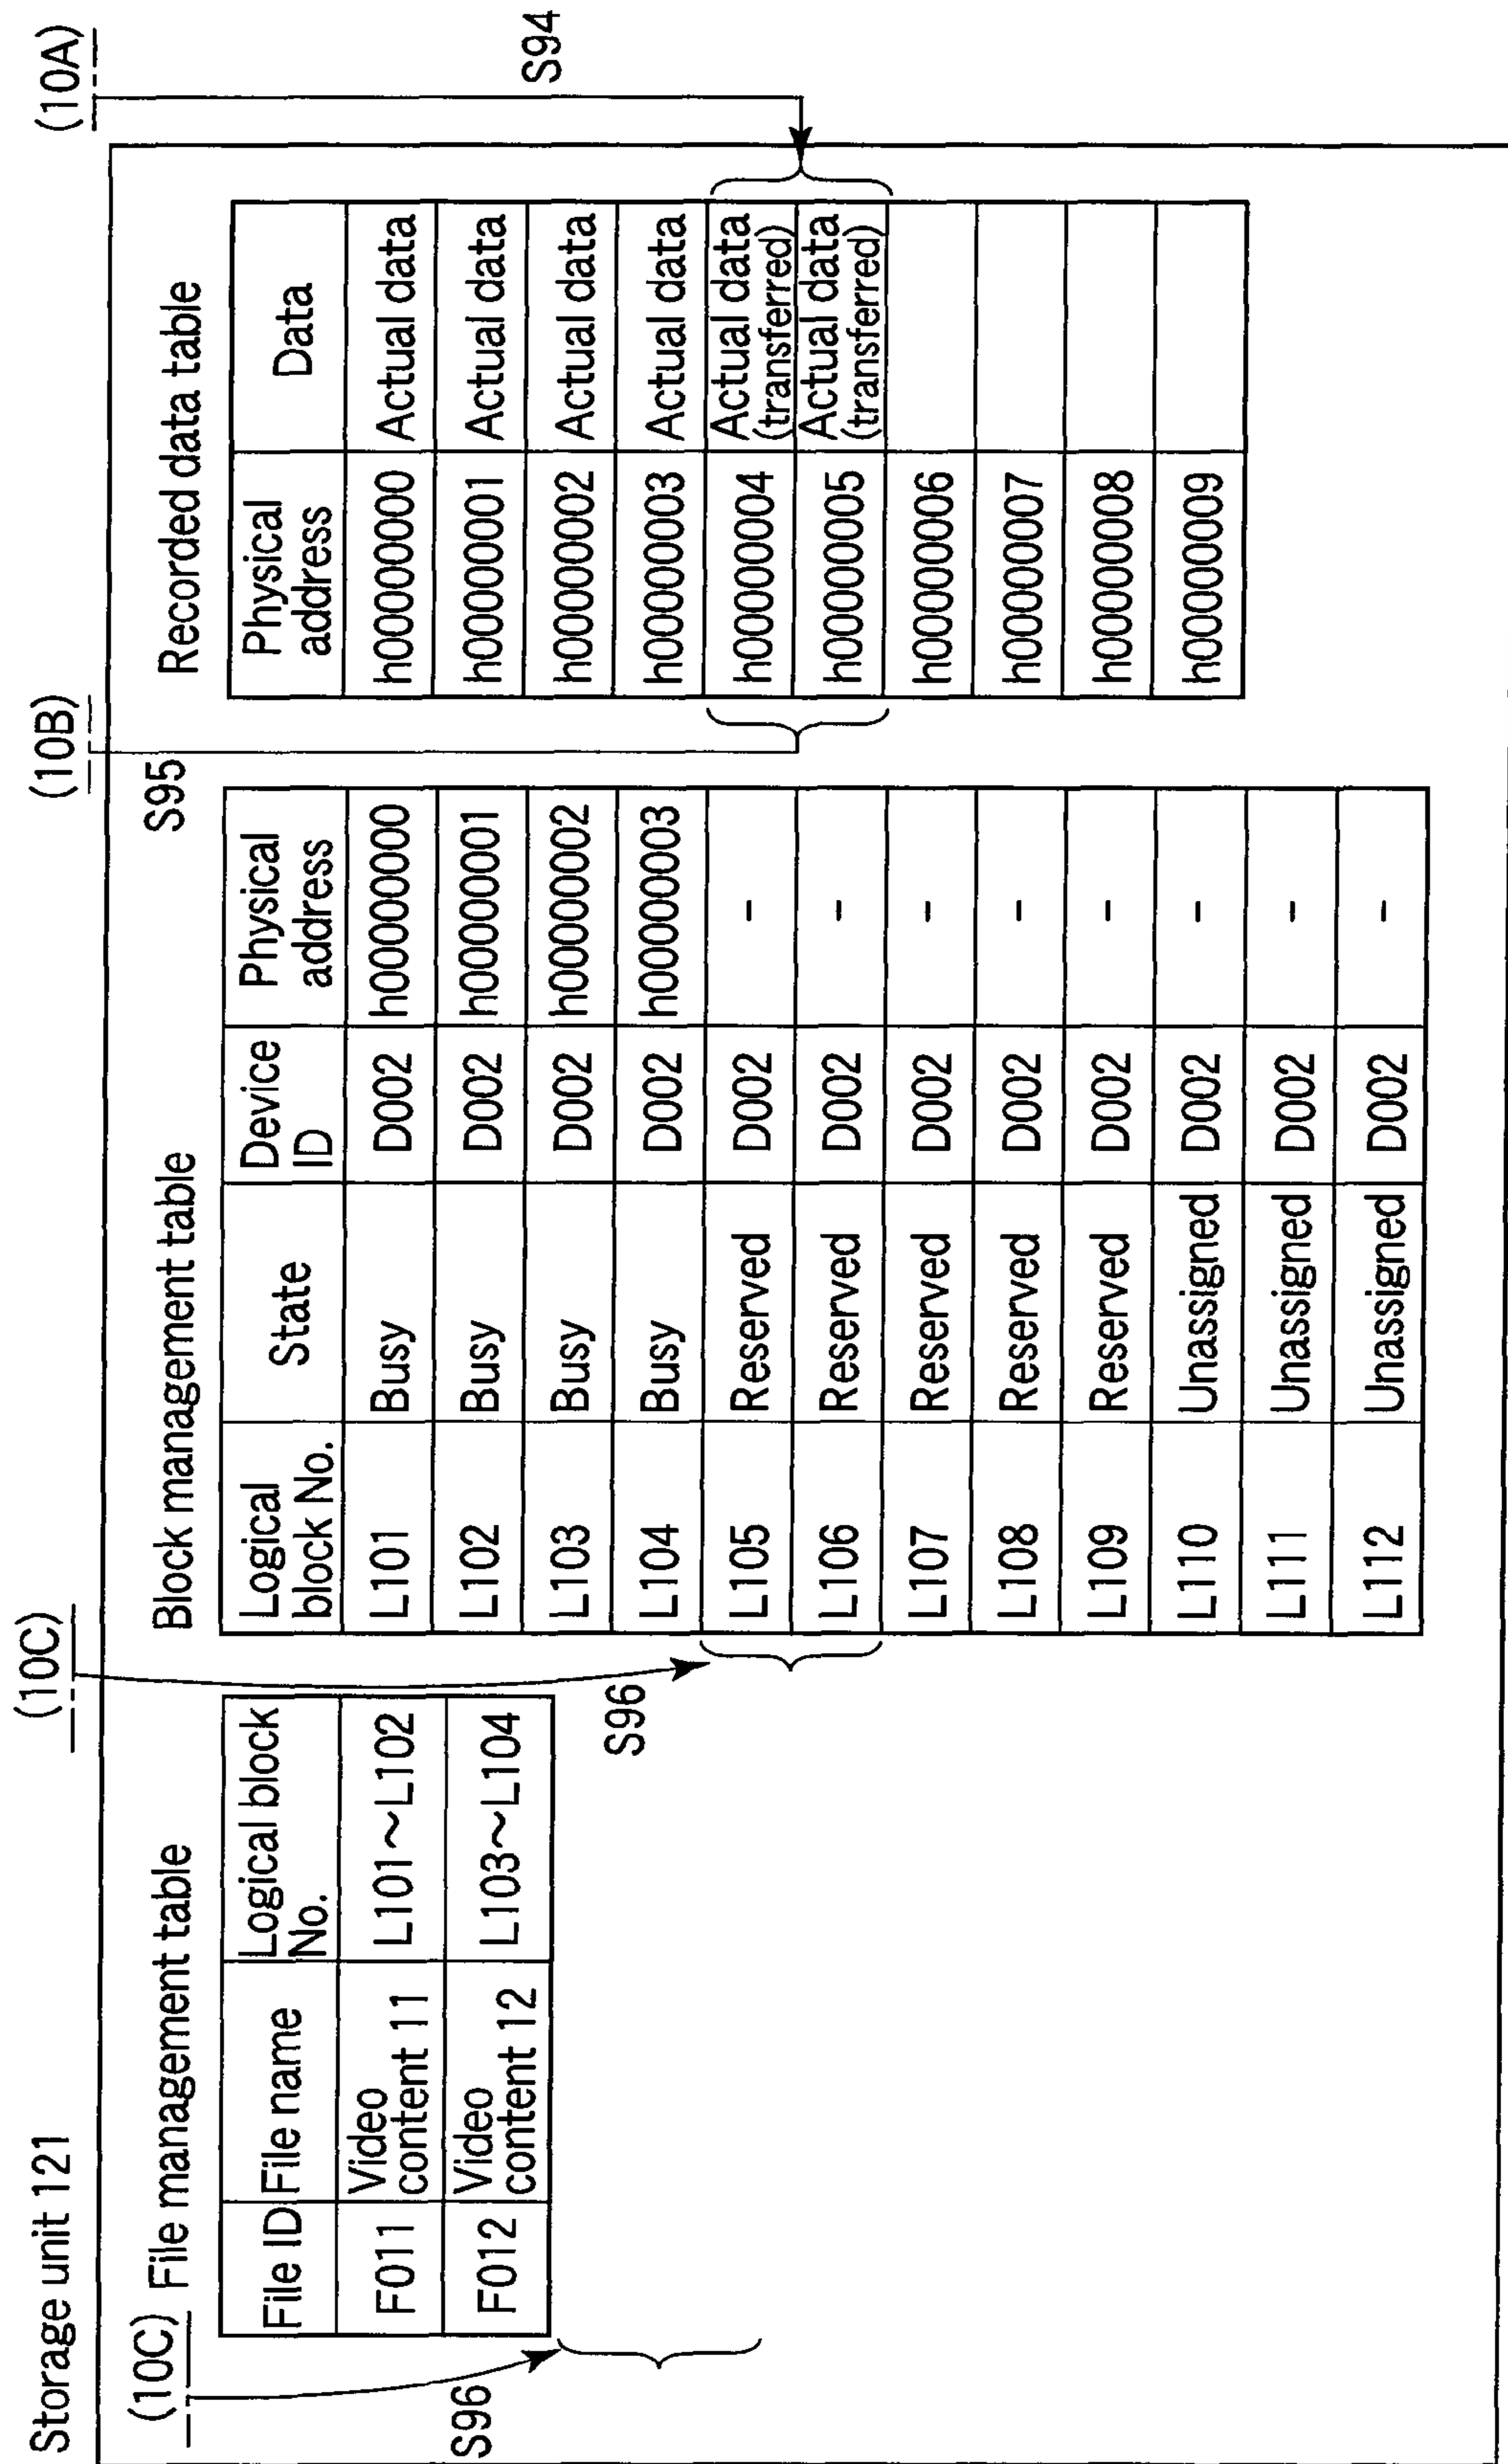 Storage unit 121
(10C)
(10B)
(10A)
S94
S95
(10C) File management table
File ID File name Logical block No.
F011 Video content 11 L101~L102
F012 Video content 12 L103~L104
S96
S96
Block management table
Logical block No. State Device ID Physical address
L101 Busy D002 h00000000
L102 Busy D002 h00000001
L103 Busy D002 h00000002
L104 Busy D002 h00000003
L105 Reserved D002 -
L106 Reserved D002 -
L107 Reserved D002 -
L108 Reserved D002 -
L109 Reserved D002 -
L110 Unassigned D002 -
L111 Unassigned D002 -
L112 Unassigned D002 -
Recorded data table
Physical address Data
h00000000 Actual data
h00000001 Actual data
h00000002 Actual data
h00000003 Actual data
h00000004 Actual data (transferred)
h00000005 Actual data (transferred)
h00000006
h00000007
h00000008
h00000009